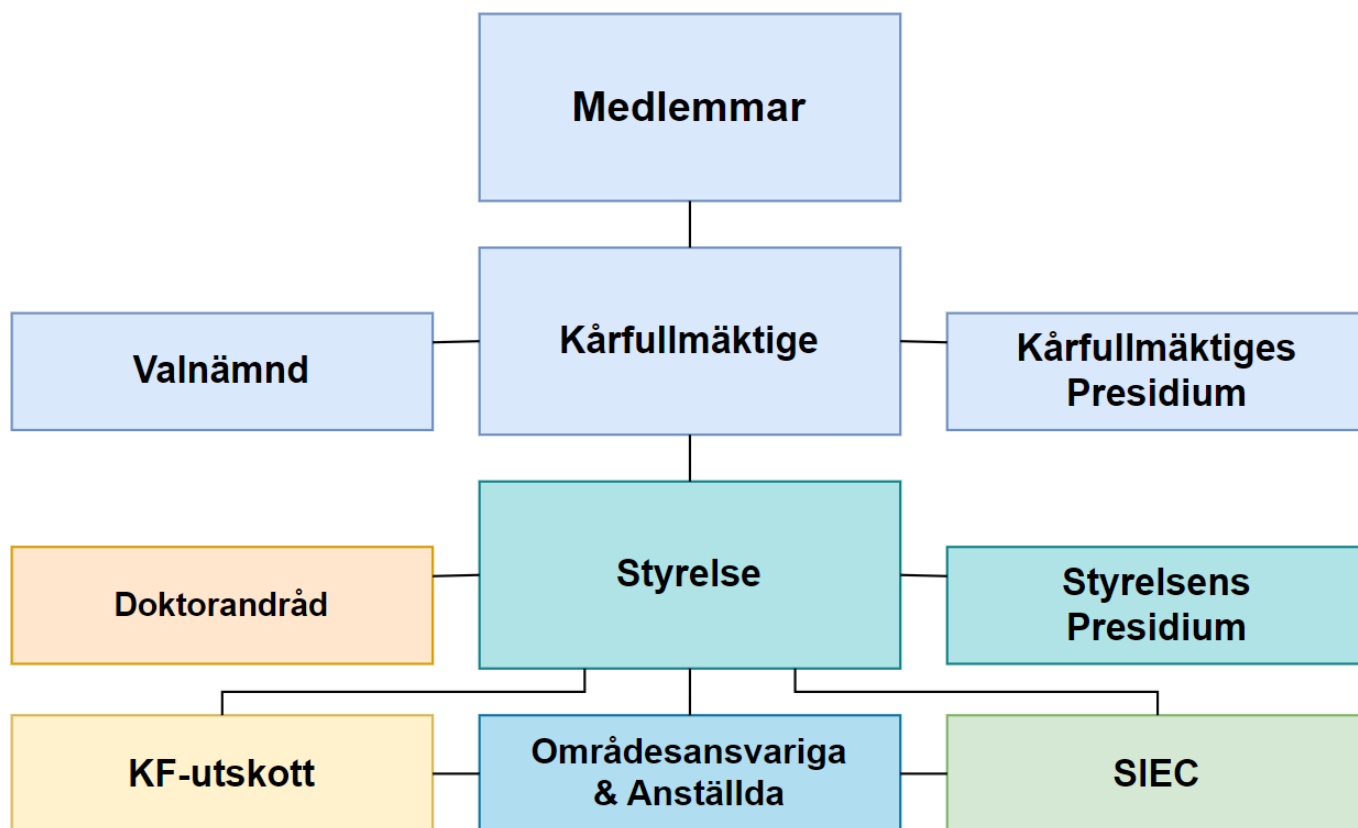 Medlemmar
Kårfullmäktige
Valnämnd
Kårfullmäktiges
Presidium
Styrelse
Doktorandråd
Styrelsens
Presidium
KF-utskott
Områdesansvariga
& Anställda
SIEC